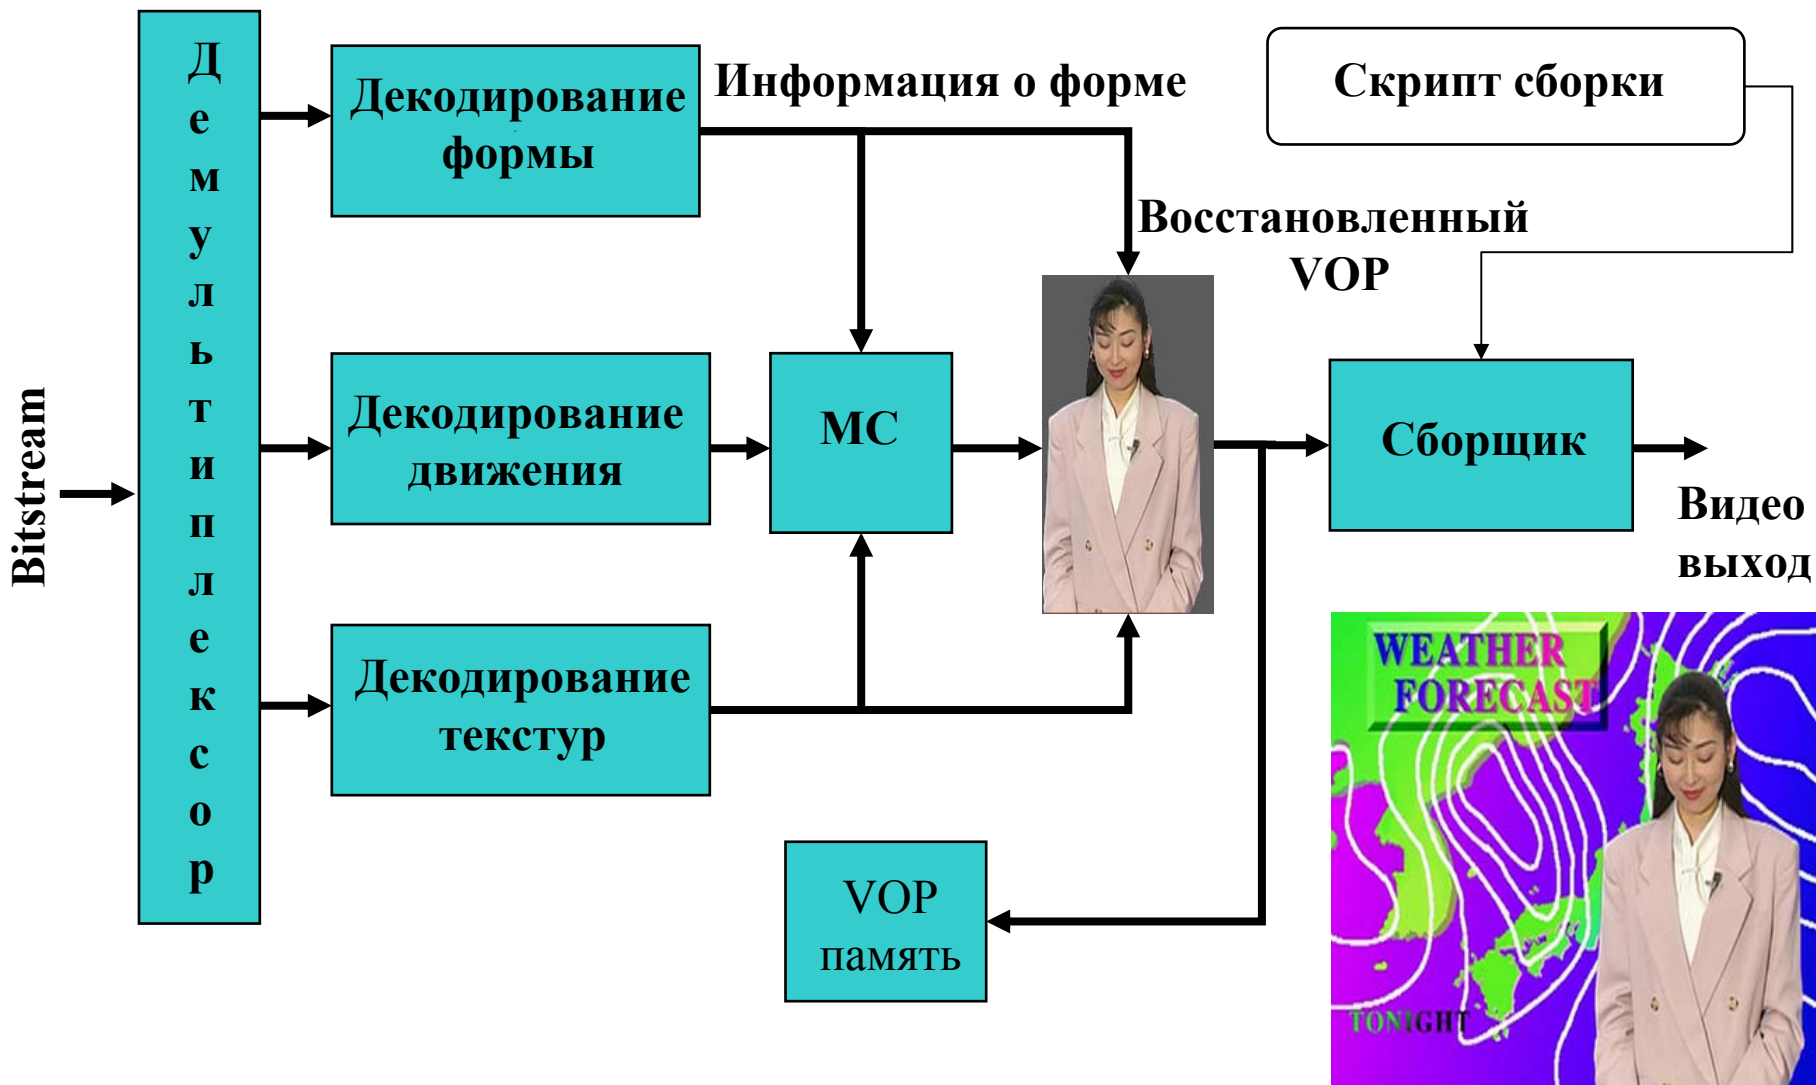 Bitstream
Демультиплексор
Декодирование
формы
Информация о форме
Скрипт сборки
Восстановленный
VOP
Декодирование
движения
МС
Сборщик
Видео
выход
Декодирование
текстур
VOP
память
WEATHER
FORECAST
TONIGHT